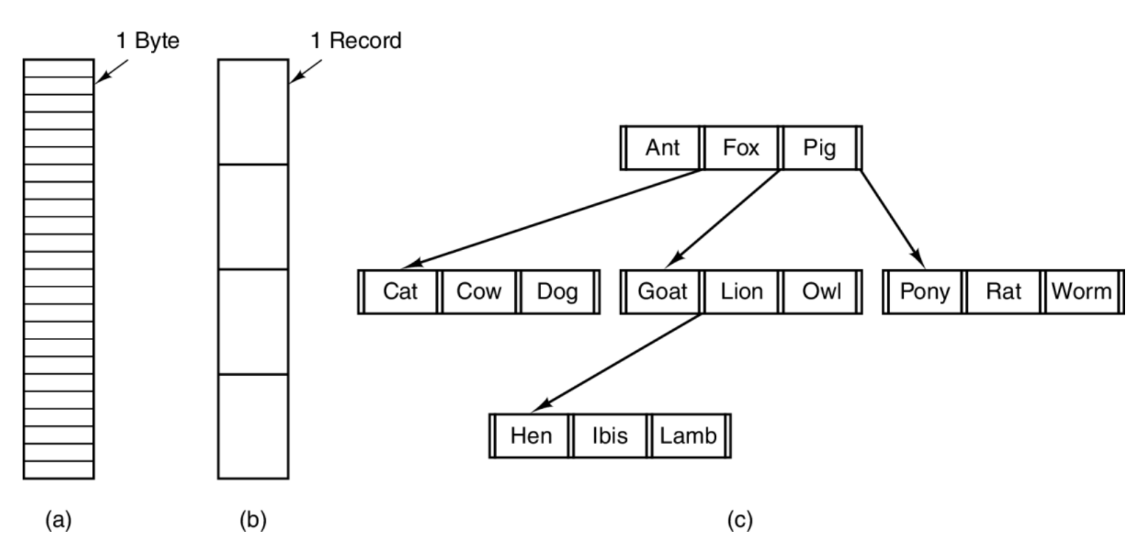 1 Byte
1 Record
Ant Fox Pig
Cat Cow Dog
Goat Lion Owl
Pony Rat Worm
Hen Ibis Lamb
(a)
(b)
(c)